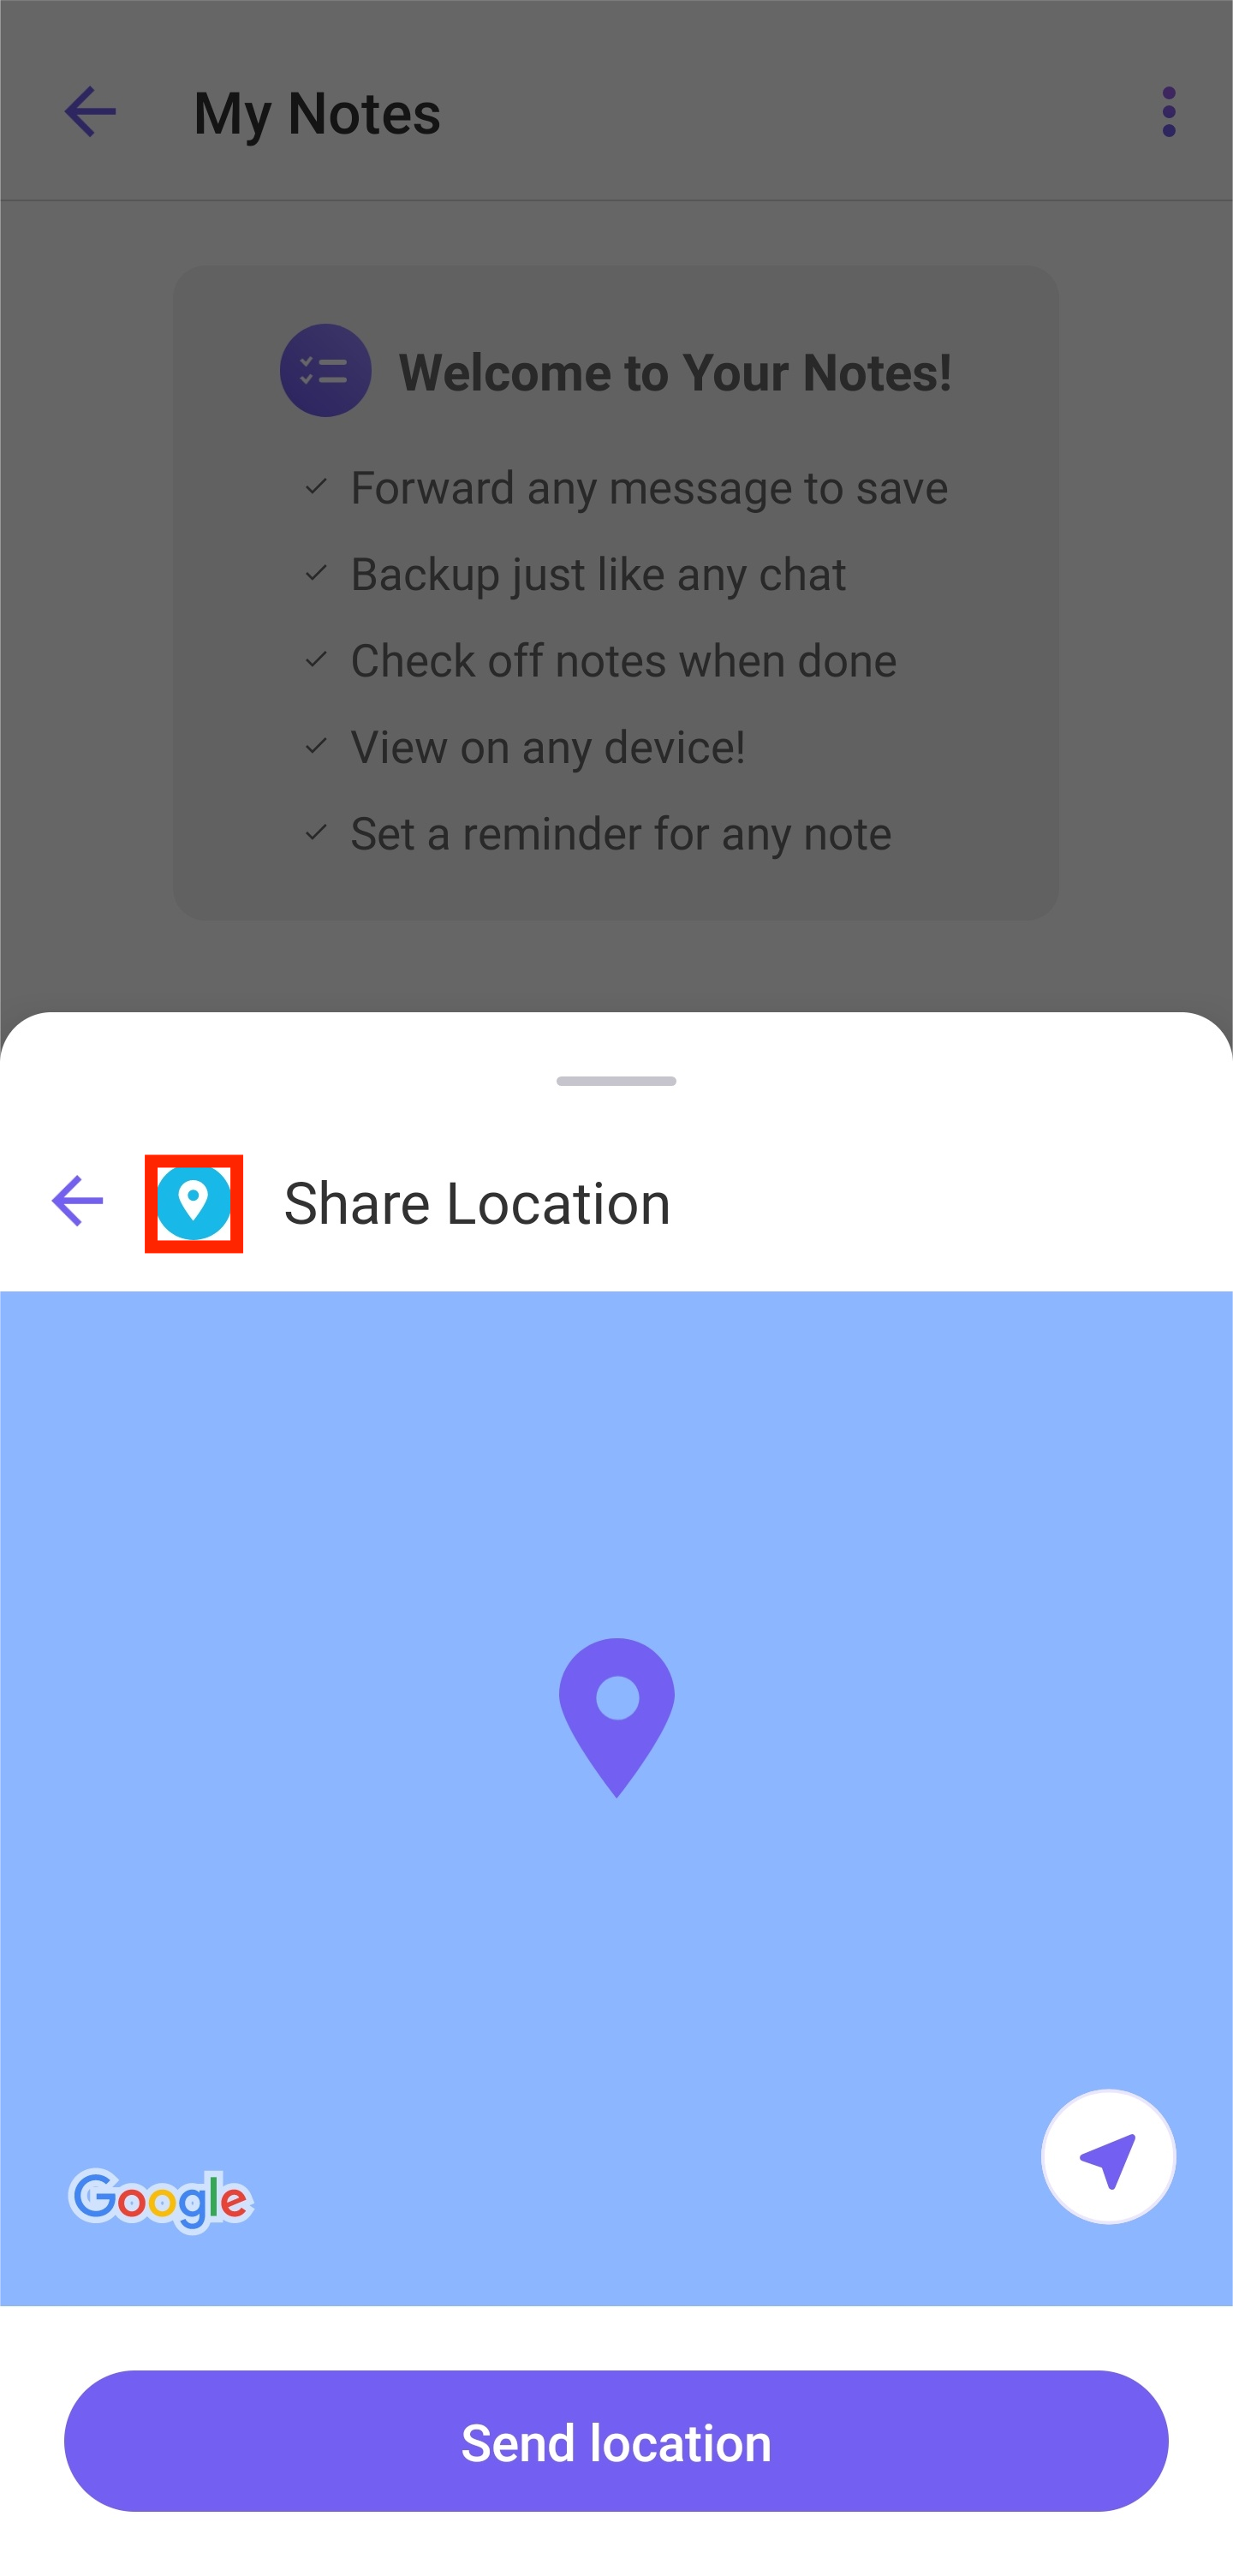 My Notes
Welcome to Your Notes!
Forward any message to save
Backup just like any chat
Check off notes when done
View on any device!
Set a reminder for any note
Share Location
Google
Send location